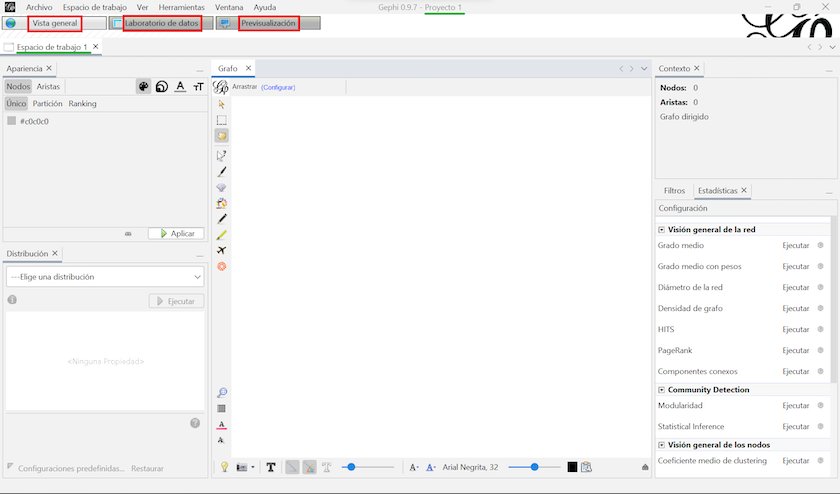 Archivo Espacio de trabajo Ver Herramientas Ventana Ayuda Gephi 0.9.7 - Proyecto 1
Vista general Laboratorio de datos Previsualización
Espacio de trabajo 1
Apariencia
Nodos Aristas
Único Partición Ranking
#c0c0c0
Aplicar
Distribución
---Elige una distribución
Ejecutar
<Ninguna Propiedad>
Configuraciones predefinidas... Restaurar
Grafo
Arrastrar (Configurar)
Arial Negrita, 32
Contexto
Nodos: 0
Aristas: 0
Grafo dirigido
Filtros Estadísticas
Configuración
Visión general de la red
Grado medio Ejecutar
Grado medio con pesos Ejecutar
Diámetro de la red Ejecutar
Densidad de grafo Ejecutar
HITS Ejecutar
PageRank Ejecutar
Componentes conexos Ejecutar
Community Detection
Modularidad Ejecutar
Statistical Inference Ejecutar
Visión general de los nodos
Coeficiente medio de clustering Ejecutar